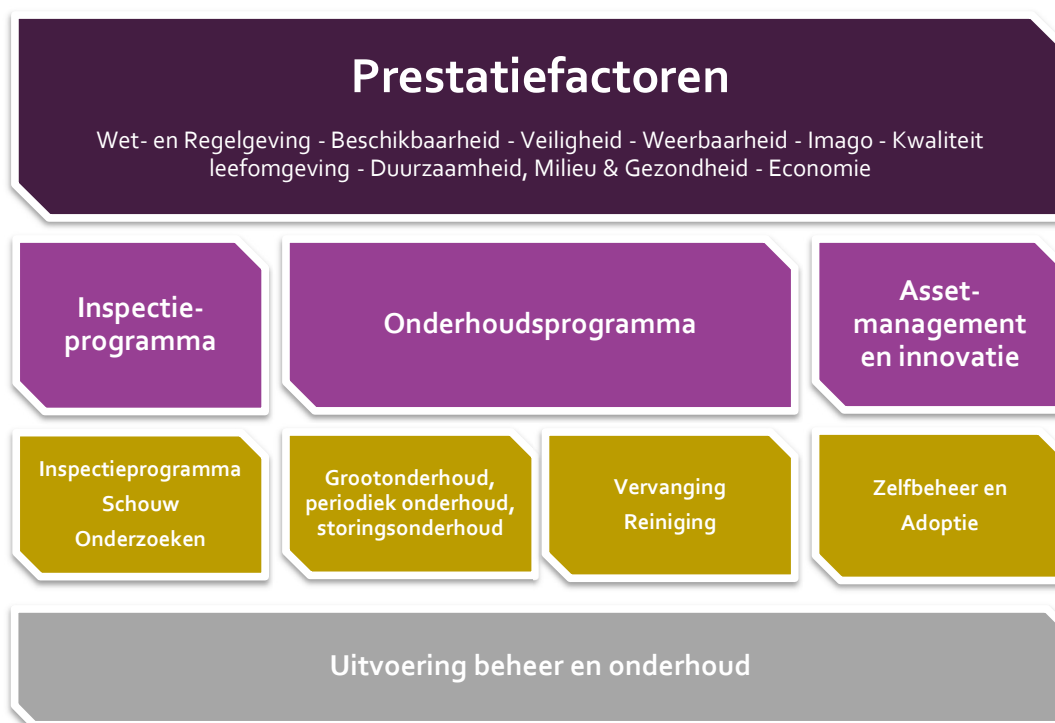 Prestatiefactoren
Wet- en Regelgeving - Beschikbaarheid - Veiligheid - Weerbaarheid - Imago - Kwaliteit
leefomgeving - Duurzaamheid, Milieu & Gezondheid - Economie
Inspectie-
programma
Onderhoudsprogramma
Asset-
management
en innovatie
Inspectieprogramma
Schouw
Onderzoeken
Grootonderhoud,
periodiek onderhoud,
storingsonderhoud
Vervanging
Reiniging
Zelfbeheer en
Adoptie
Uitvoering beheer en onderhoud